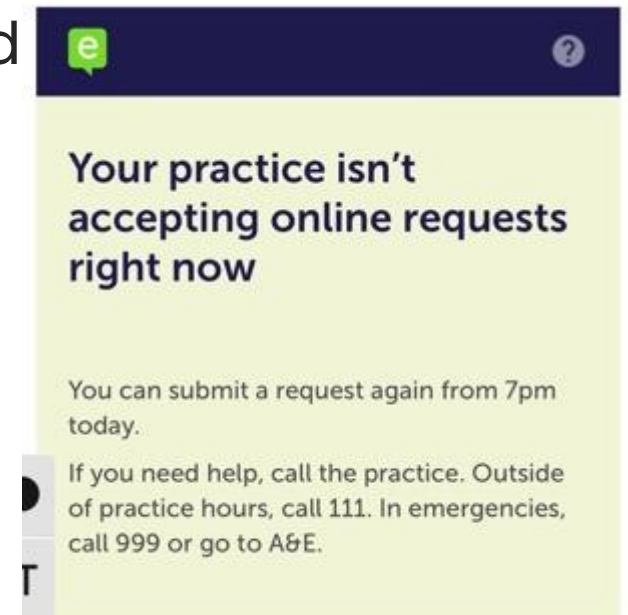 d
e
?
Your practice isn't
accepting online requests
right now
You can submit a request again from 7pm
today.
If you need help, call the practice. Outside
of practice hours, call 111. In emergencies,
call 999 or go to A&E.
T